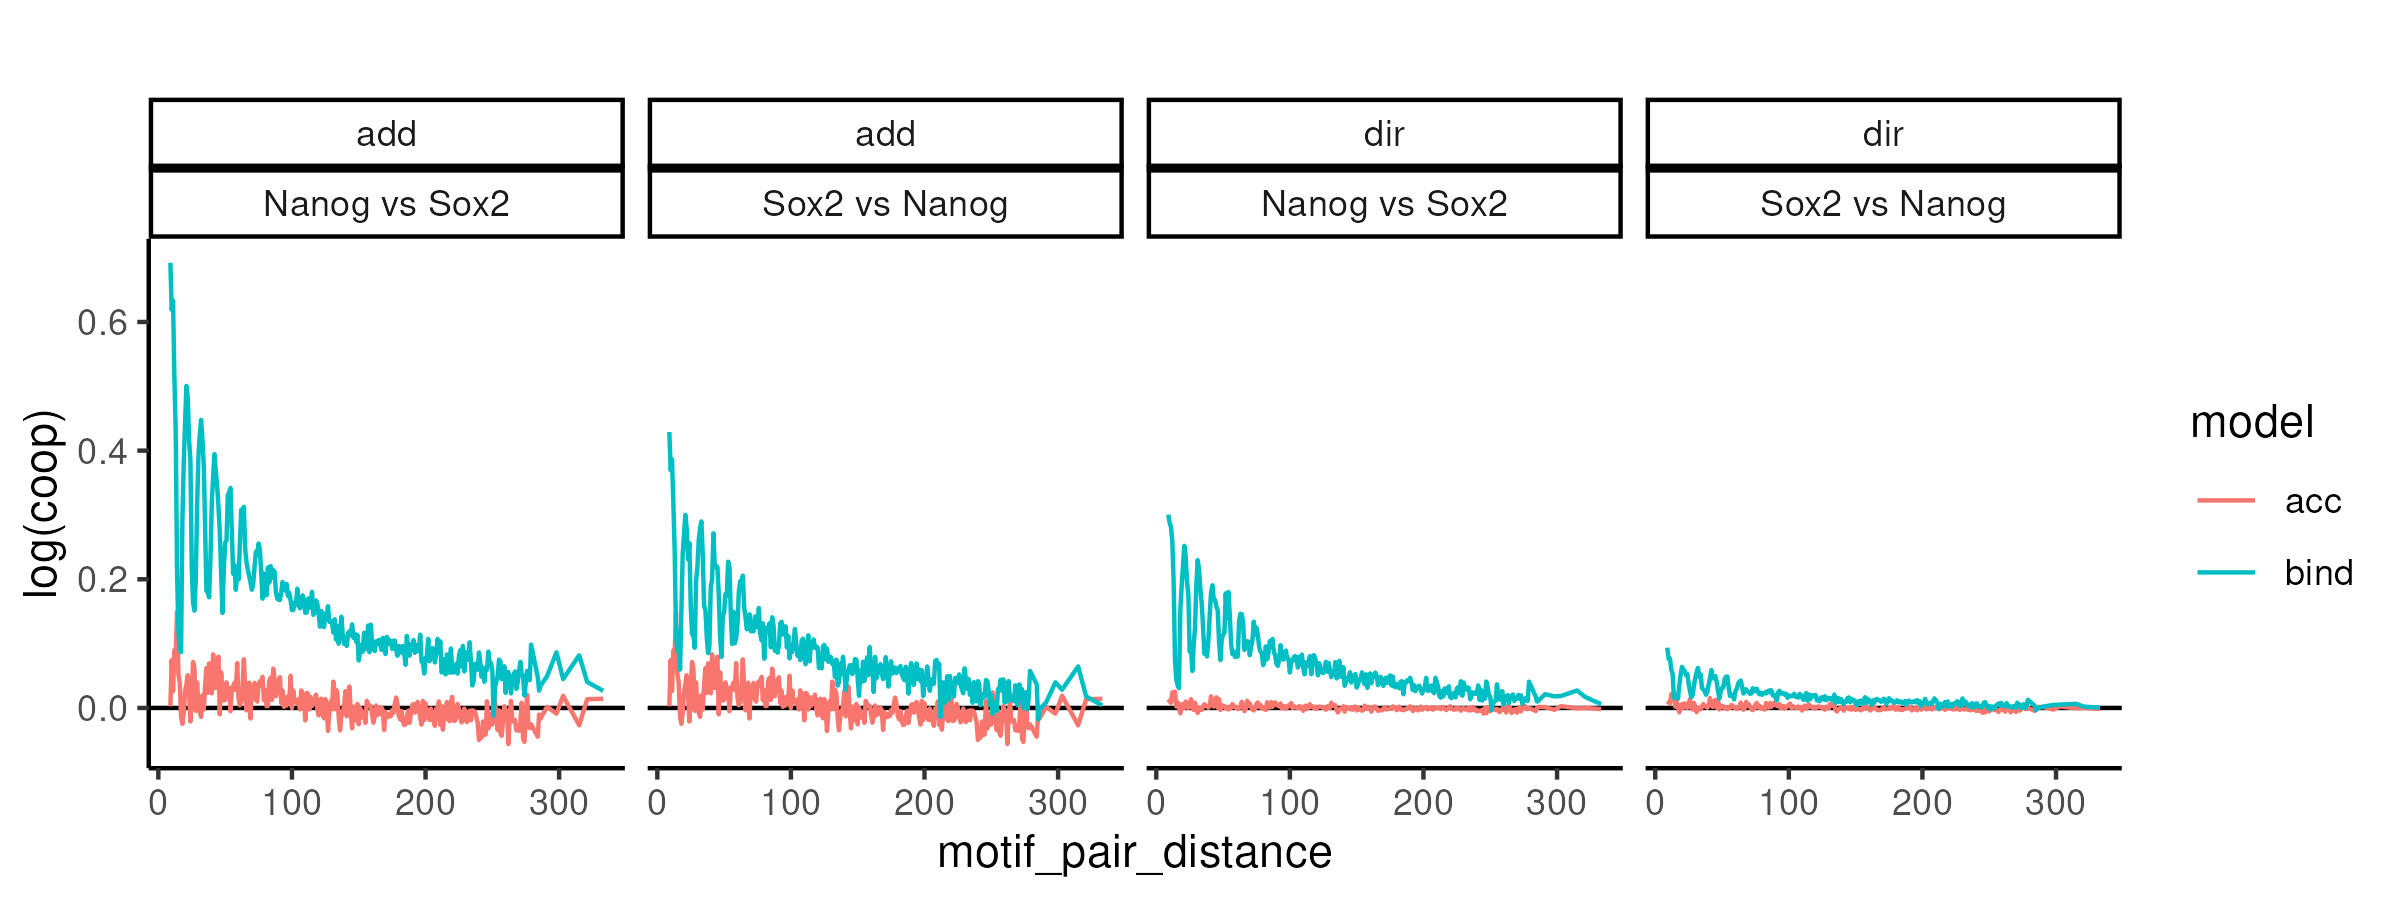 add add dir dir
Nanog vs Sox2 Sox2 vs Nanog Nanog vs Sox2 Sox2 vs Nanog
log(coop)
0.6
0.4
0.2
0.0
model
acc
bind
0 100 200 300 0 100 200 300 0 100 200 300 0 100 200 300
motif_pair_distance